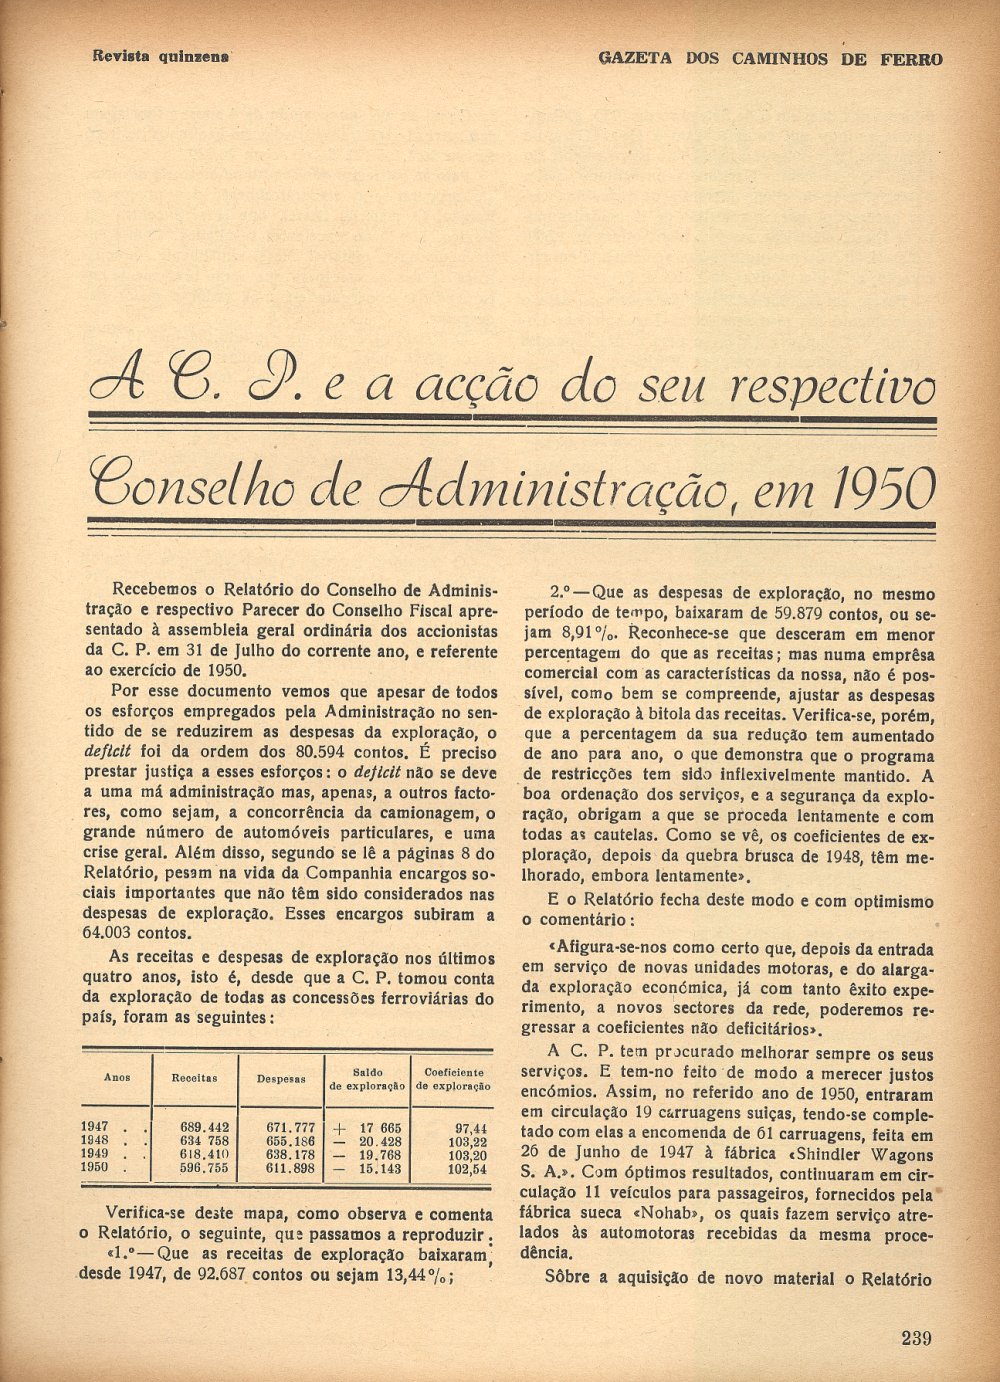 Revista quinzena
GAZETA DOS CAMINHOS DE FERRO
A C. P. e a acção do seu respectivo
Conselho de Administração, em 1950
Recebemos o Relatório do Conselho de Adminis-
tração e respectivo Parecer do Conselho Fiscal apre-
sentado à assembleia geral ordinária dos accionistas
da C. P. em 31 de Julho do corrente ano, e referente
ao exercício de 1950.
Por esse documento vemos que apesar de todos
os esforços empregados pela Administração no sen-
tido de se reduzirem as despesas da exploração, o
deficit foi da ordem dos 80.594 contos. É preciso
prestar justiça a esses esforços: o deficit não se deve
a uma má administração mas, apenas, a outros facto-
res, como sejam, a concorrência da camionagem, o
grande número de automóveis particulares, e uma
crise geral. Além disso, segundo se lê a páginas 8 do
Relatório, pesam na vida da Companhia encargos so-
ciais importantes que não têm sido considerados nas
despesas de exploração. Esses encargos subiram a
64.003 contos.
As receitas e despesas de exploração nos últimos
quatro anos, isto é, desde que a C. P. tomou conta
da exploração de todas as concessões ferroviárias do
país, foram as seguintes:
Anos Receitas Despesas Saldo de exploração Coeficiente de exploração
1947 . . 689.442 671.777 + 17 665 97,44
1948 . . 634 758 655.186 — 20.428 103,22
1949 . . 618.410 638.178 — 19.768 103,20
1950 . 596.755 611.898 — 15.143 102,54
Verifica-se deste mapa, como observa e comenta
o Relatório, o seguinte, que passamos a reproduzir:
«1.º — Que as receitas de exploração baixaram,
desde 1947, de 92.687 contos ou sejam 13,44%;
2.º — Que as despesas de exploração, no mesmo
período de tempo, baixaram de 59.879 contos, ou se-
jam 8,91%. Reconhece-se que desceram em menor
percentagem do que as receitas; mas numa emprêsa
comercial com as características da nossa, não é pos-
sível, como bem se compreende, ajustar as despesas
de exploração à bitola das receitas. Verifica-se, porém,
que a percentagem da sua redução tem aumentado
de ano para ano, o que demonstra que o programa
de restricções tem sido inflexivelmente mantido. A
boa ordenação dos serviços, e a segurança da explo-
ração, obrigam a que se proceda lentamente e com
todas as cautelas. Como se vê, os coeficientes de ex-
ploração, depois da quebra brusca de 1948, têm me-
lhorado, embora lentamente».
E o Relatório fecha deste modo e com optimismo
o comentário:
«Afigura-se-nos como certo que, depois da entrada
em serviço de novas unidades motoras, e do alarga-
da exploração económica, já com tanto êxito expe-
rimento, a novos sectores da rede, poderemos re-
gressar a coeficientes não deficitários».
A C. P. tem procurado melhorar sempre os seus
serviços. E tem-no feito de modo a merecer justos
encómios. Assim, no referido ano de 1950, entraram
em circulação 19 carruagens suiças, tendo-se comple-
tado com elas a encomenda de 61 carruagens, feita em
26 de Junho de 1947 à fábrica «Shindler Wagons
S. A.». Com óptimos resultados, continuaram em cir-
culação 11 veículos para passageiros, fornecidos pela
fábrica sueca «Nohab», os quais fazem serviço atre-
lados às automotoras recebidas da mesma proce-
dência.
Sôbre a aquisição de novo material o Relatório
239